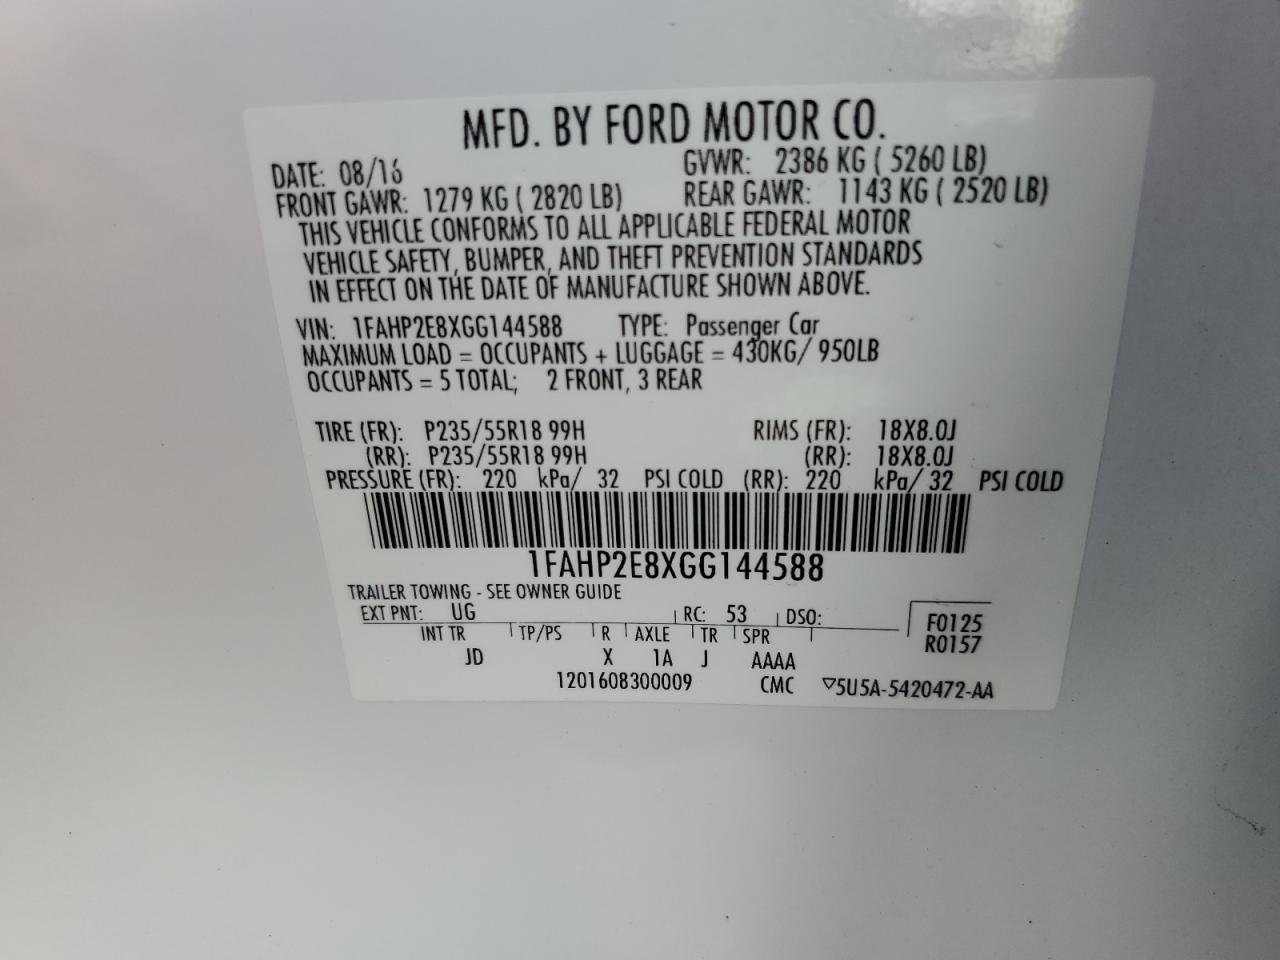 MFD. BY FORD MOTOR CO.
DATE: 08/16 GVWR: 2386 KG ( 5260 LB)
FRONT GAWR: 1279 KG ( 2820 LB) REAR GAWR: 1143 KG ( 2520 LB)
THIS VEHICLE CONFORMS TO ALL APPLICABLE FEDERAL MOTOR
VEHICLE SAFETY, BUMPER, AND THEFT PREVENTION STANDARDS
IN EFFECT ON THE DATE OF MANUFACTURE SHOWN ABOVE.
VIN: 1FAHP2E8XGG144588 TYPE: Passenger Car
MAXIMUM LOAD = OCCUPANTS + LUGGAGE = 430KG/ 950LB
OCCUPANTS = 5 TOTAL; 2 FRONT, 3 REAR
TIRE (FR): P235/55R18 99H RIMS (FR): 18X8.0J
(RR): P235/55R18 99H (RR): 18X8.0J
PRESSURE (FR): 220 kPa/ 32 PSI COLD (RR): 220 kPa/ 32 PSI COLD
1FAHP2E8XGG144588
TRAILER TOWING - SEE OWNER GUIDE
EXT PNT: UG RC: 53 DSO: F0125
INT TR TP/PS R AXLE TR SPR R0157
JD X 1A J AAAA
1201608300009 CMC ▽5U5A-5420472-AA